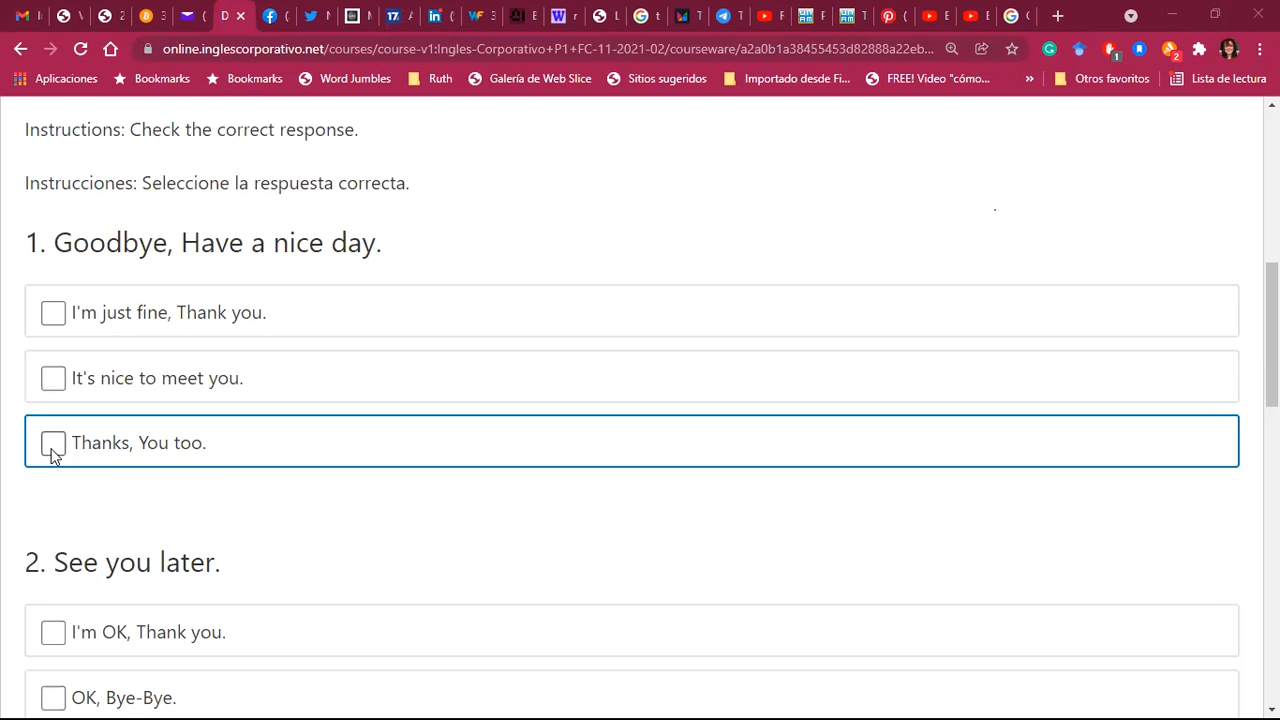 online.inglescorporativo.net/courses/course-v1:Ingles-Corporativo+P1+FC-11-2021-02/courseware/a2a0b1a38455453d82888a22eb...
Aplicaciones Bookmarks Bookmarks Word Jumbles Ruth Galería de Web Slice Sitios sugeridos Importado desde Fi... FREE! Video "cómo... » Otros favoritos Lista de lectura
Instructions: Check the correct response.
Instrucciones: Seleccione la respuesta correcta.
1. Goodbye, Have a nice day.
I'm just fine, Thank you.
It's nice to meet you.
Thanks, You too.
2. See you later.
I'm OK, Thank you.
OK, Bye-Bye.